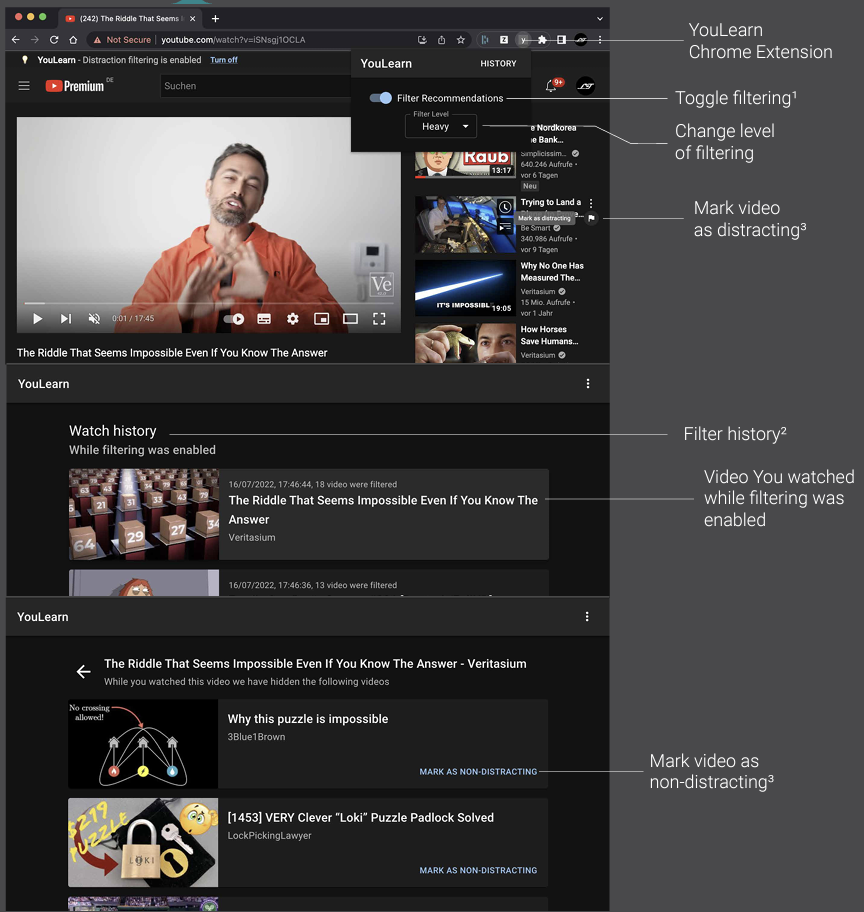 (242) The Riddle That Seems I
Not Secure
youtube.com/watch?v=iSNsgj1OCLA
YouLearn - Distraction filtering is enabled Turn off
YouLearn
HISTORY
Premium DE
Suchen
9+
Filter Recommendations
Filter Level
Heavy
YouLearn
Chrome Extension
Toggle filtering¹
Change level
of filtering
Mark video
as distracting³
e Nordkorea
ne Bank...
Simplicissim...
640.246 Aufrufe •
vor 6 Tagen
Neu
Raub
13:17
Trying to Land a
Mark as distracting
Be Smart
340.986 Aufrufe •
vor 9 Tagen
Why No One Has
Measured The...
Veritasium
15 Mio. Aufrufe •
vor 1 Jahr
IT'S IMPOSSIBL
19:05
How Horses
Save Humans...
Veritasium
Ve
0:01 / 17:45
The Riddle That Seems Impossible Even If You Know The Answer
YouLearn
Watch history
While filtering was enabled
Filter history²
16/07/2022, 17:46:44, 18 video were filtered
The Riddle That Seems Impossible Even If You Know The
Answer
Veritasium
Video You watched
while filtering was
enabled
79
21
31
33
43
64
29
27
34
16/07/2022, 17:46:36, 13 video were filtered
YouLearn
The Riddle That Seems Impossible Even If You Know The Answer - Veritasium
While you watched this video we have hidden the following videos
No crossing
allowed!
Why this puzzle is impossible
3Blue1Brown
MARK AS NON-DISTRACTING
Mark video as
non-distracting³
$219
PUZZLE
LOKI
[1453] VERY Clever “Loki” Puzzle Padlock Solved
LockPickingLawyer
MARK AS NON-DISTRACTING